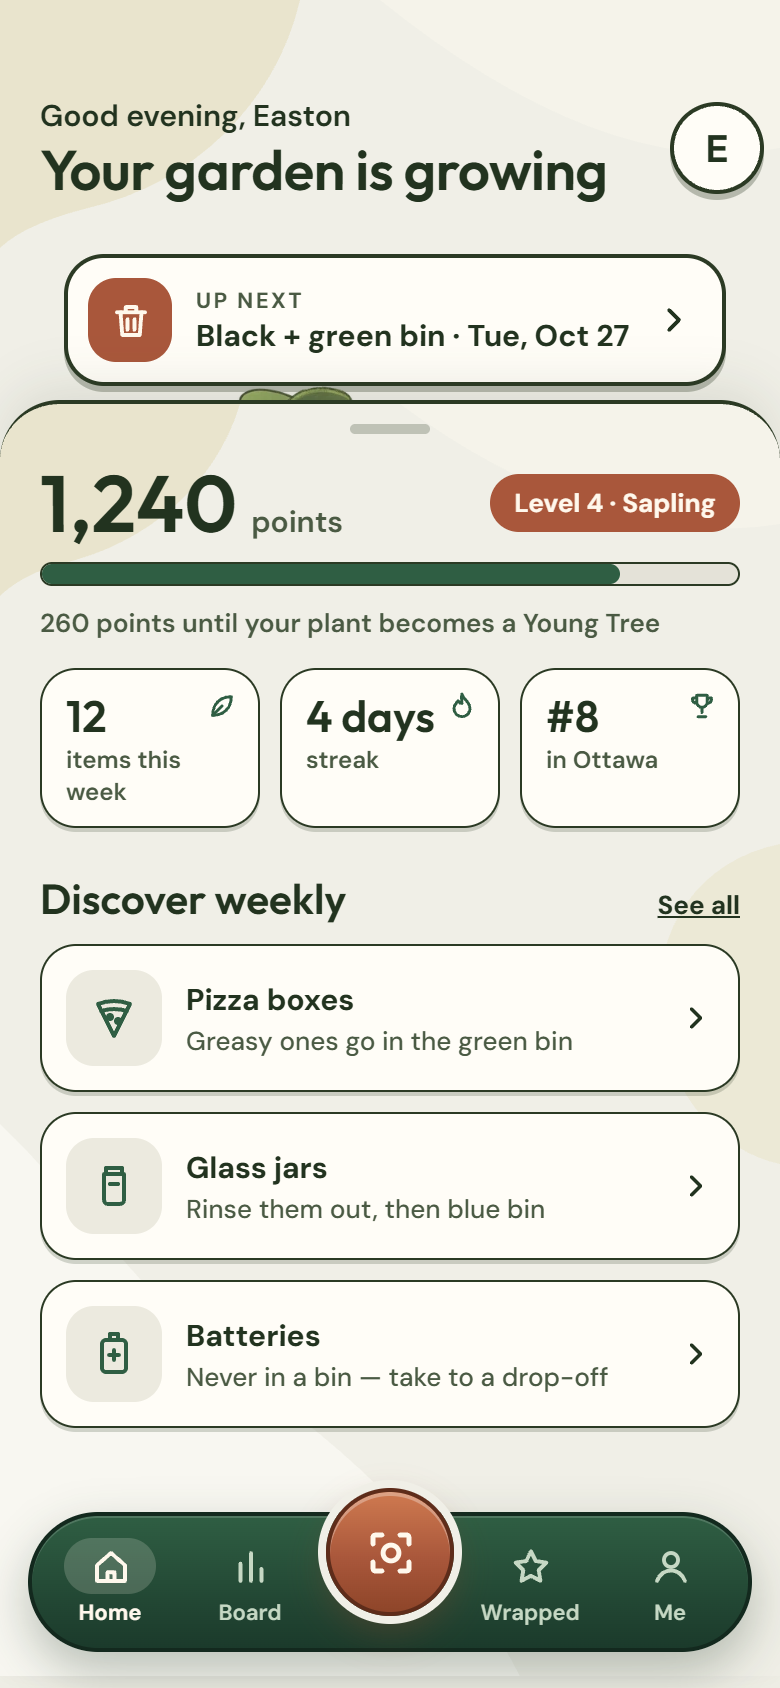 Good evening, Easton
Your garden is growing
E
UP NEXT
Black + green bin · Tue, Oct 27
1,240 points
Level 4 · Sapling
260 points until your plant becomes a Young Tree
12
items this
week
4 days
streak
#8
in Ottawa
Discover weekly
See all
Pizza boxes
Greasy ones go in the green bin
Glass jars
Rinse them out, then blue bin
Batteries
Never in a bin — take to a drop-off
Home
Board
Wrapped
Me